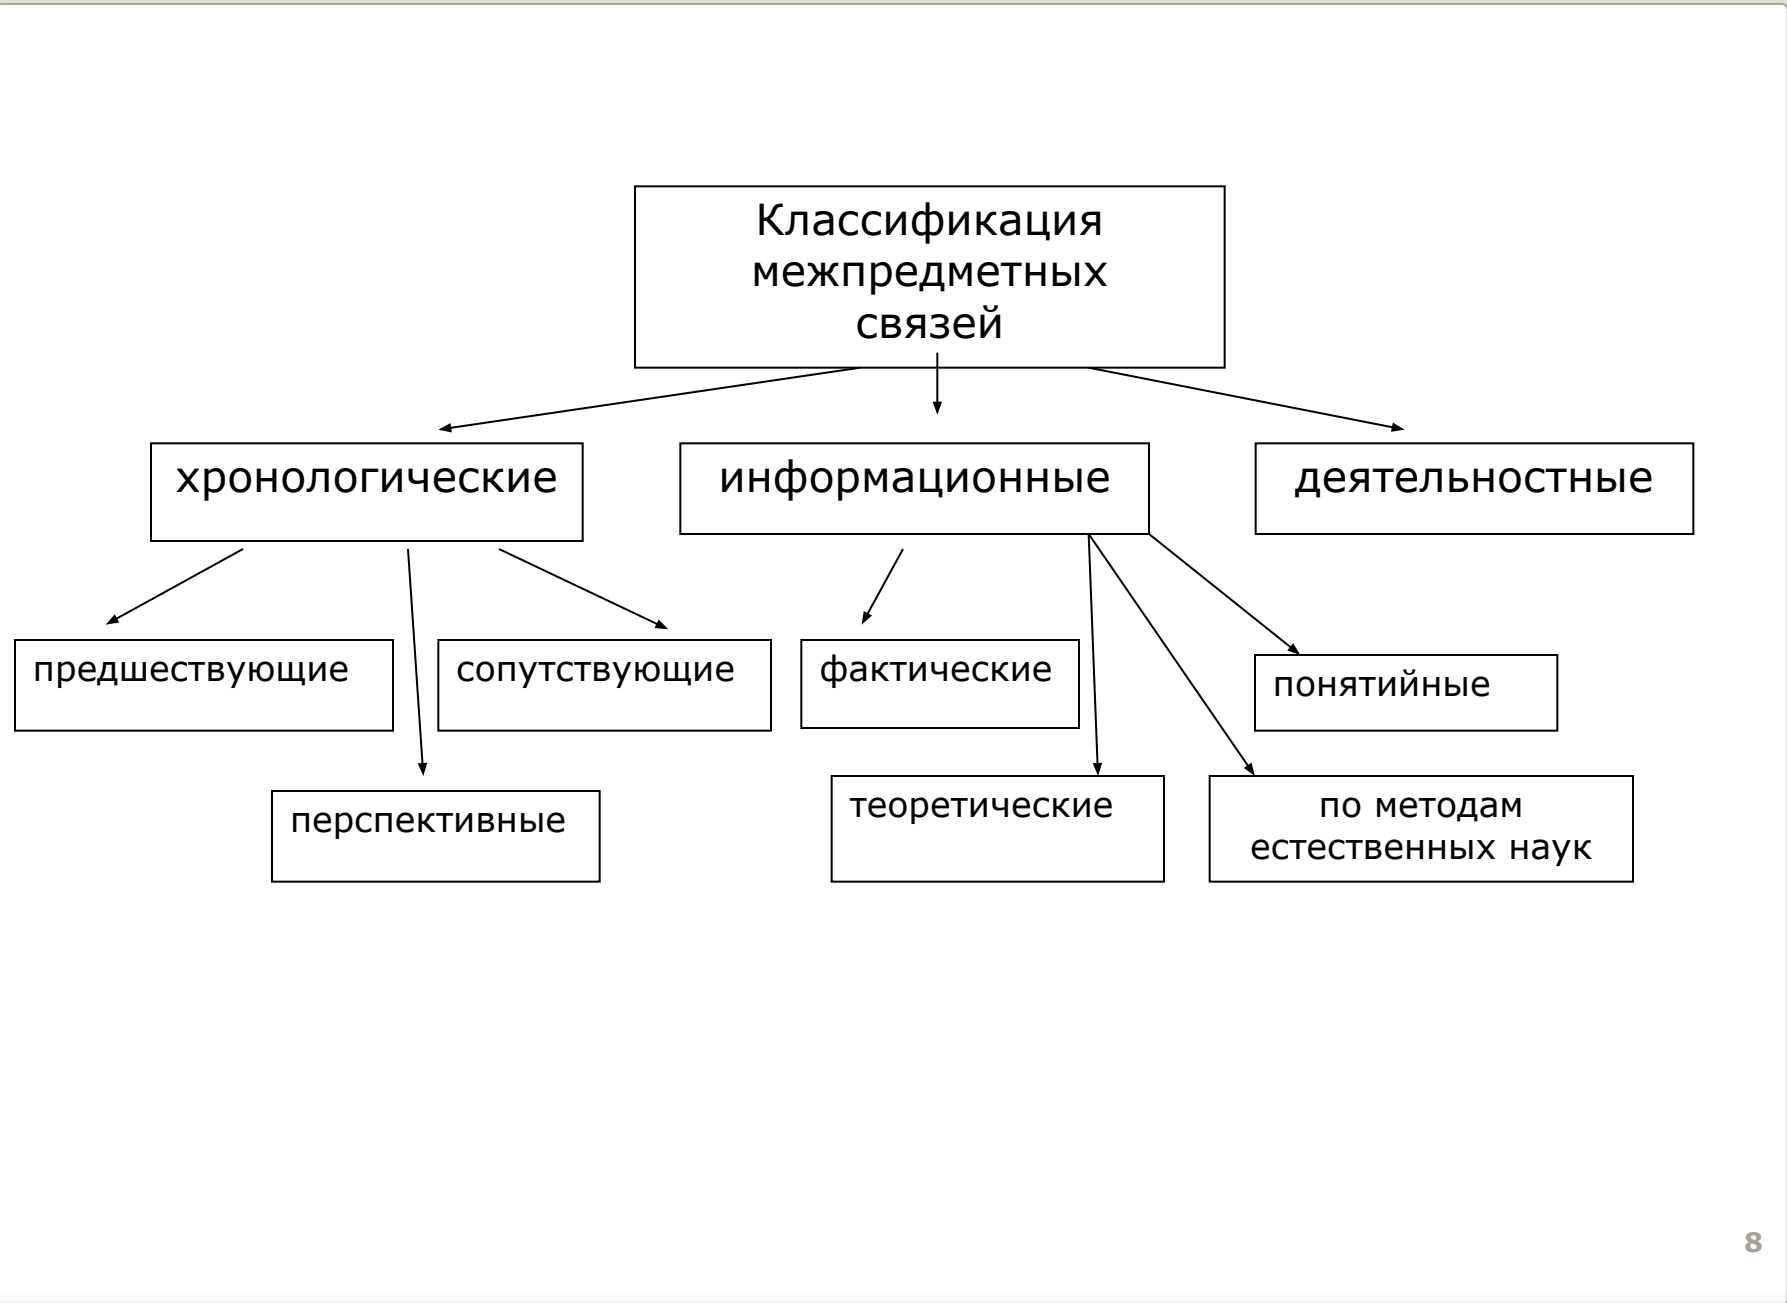 Классификация
межпредметных
связей
хронологические
информационные
деятельностные
предшествующие
сопутствующие
фактические
понятийные
перспективные
теоретические
по методам
естественных наук
8